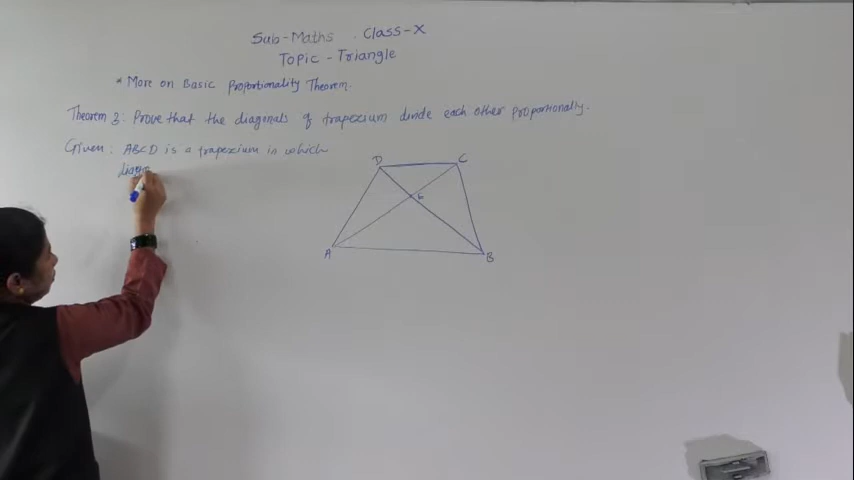 Sub-Maths . Class-X
Topic - Triangle
* More on Basic Proportionality Theorem.
Theorem 3: Prove that the diagonals of trapezium divide each other proportionally.
Given: ABCD is a trapezium in which
D C
E
A B